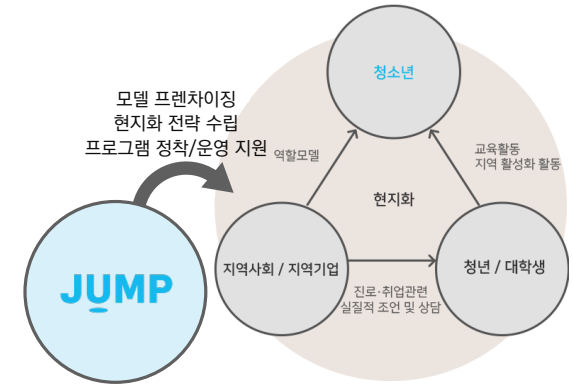 청소년
모델 프렌차이징
현지화 전략 수립
프로그램 정착/운영 지원
역할모델
교육활동
지역 활성화 활동
현지화
지역사회 / 지역기업
청년 / 대학생
JUMP
진로·취업관련
실질적 조언 및 상담